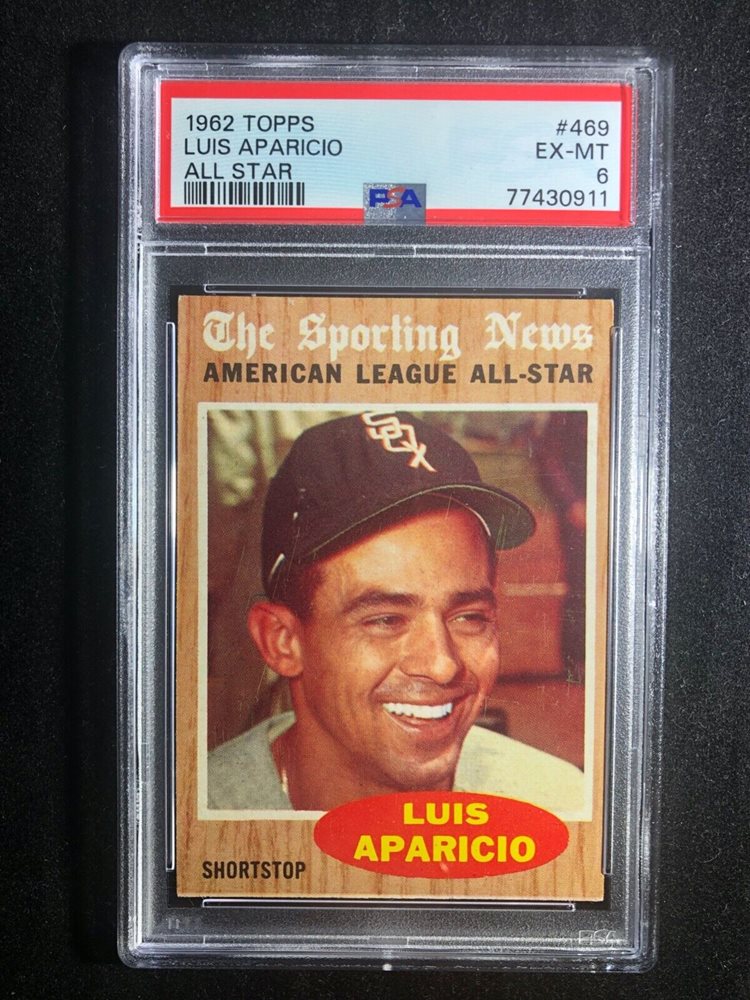 1962 TOPPS #469
LUIS APARICIO EX-MT
ALL STAR 6
PSA 77430911
The Sporting News
AMERICAN LEAGUE ALL-STAR
SOX
LUIS
APARICIO
SHORTSTOP